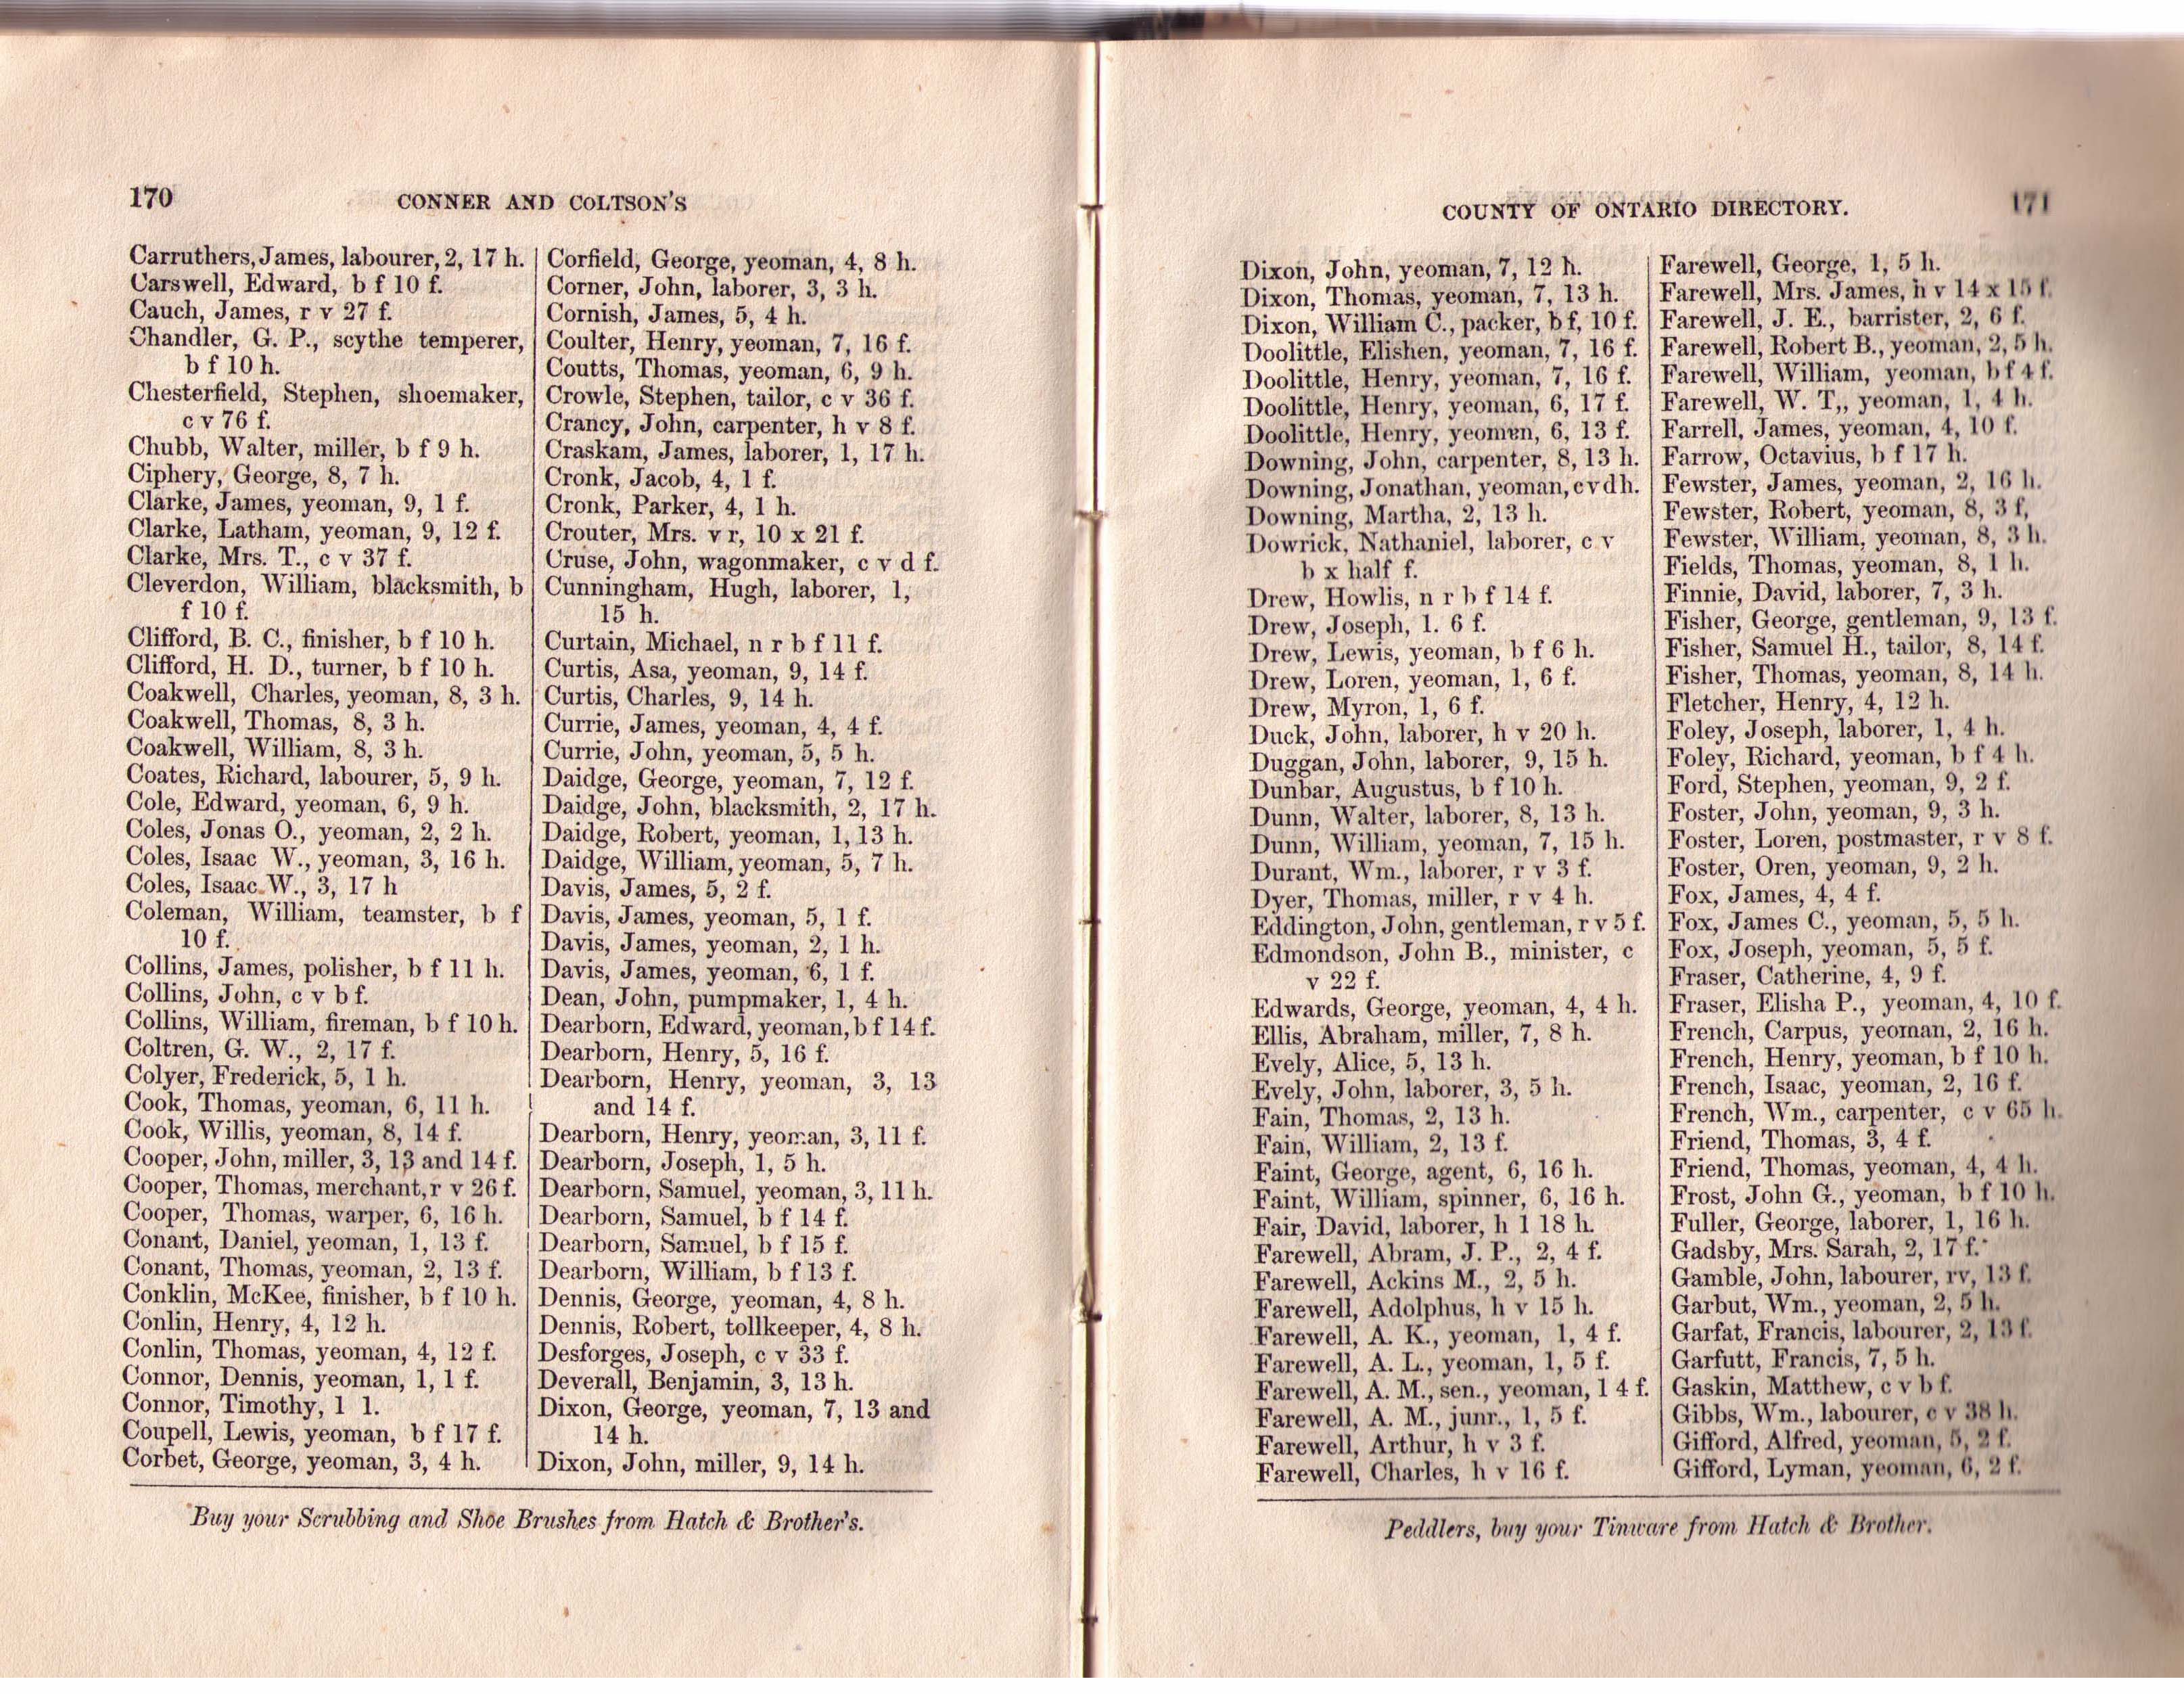 170
CONNER AND COLTSON'S
Carruthers, James, labourer, 2, 17 h.
Carswell, Edward, b f 10 f.
Cauch, James, r v 27 f.
Chandler, G. P., scythe temperer,
b f 10 h.
Chesterfield, Stephen, shoemaker,
c v 76 f.
Chubb, Walter, miller, b f 9 h.
Ciphery, George, 8, 7 h.
Clarke, James, yeoman, 9, 1 f.
Clarke, Latham, yeoman, 9, 12 f.
Clarke, Mrs. T., c v 37 f.
Cleverdon, William, blacksmith, b
f 10 f.
Clifford, B. C., finisher, b f 10 h.
Clifford, H. D., turner, b f 10 h.
Coakwell, Charles, yeoman, 8, 3 h.
Coakwell, Thomas, 8, 3 h.
Coakwell, William, 8, 3 h.
Coates, Richard, labourer, 5, 9 h.
Cole, Edward, yeoman, 6, 9 h.
Coles, Jonas O., yeoman, 2, 2 h.
Coles, Isaac W., yeoman, 3, 16 h.
Coles, Isaac W., 3, 17 h
Coleman, William, teamster, b f
10 f.
Collins, James, polisher, b f 11 h.
Collins, John, c v b f.
Collins, William, fireman, b f 10 h.
Coltren, G. W., 2, 17 f.
Colyer, Frederick, 5, 1 h.
Cook, Thomas, yeoman, 6, 11 h.
Cook, Willis, yeoman, 8, 14 f.
Cooper, John, miller, 3, 13 and 14 f.
Cooper, Thomas, merchant, r v 26 f.
Cooper, Thomas, warper, 6, 16 h.
Conant, Daniel, yeoman, 1, 13 f.
Conant, Thomas, yeoman, 2, 13 f.
Conklin, McKee, finisher, b f 10 h.
Conlin, Henry, 4, 12 h.
Conlin, Thomas, yeoman, 4, 12 f.
Connor, Dennis, yeoman, 1, 1 f.
Connor, Timothy, 1 1.
Coupell, Lewis, yeoman, b f 17 f.
Corbet, George, yeoman, 3, 4 h.
Corfield, George, yeoman, 4, 8 h.
Corner, John, laborer, 3, 3 h.
Cornish, James, 5, 4 h.
Coulter, Henry, yeoman, 7, 16 f.
Coutts, Thomas, yeoman, 6, 9 h.
Crowle, Stephen, tailor, c v 36 f.
Crancy, John, carpenter, h v 8 f.
Craskam, James, laborer, 1, 17 h.
Cronk, Jacob, 4, 1 f.
Cronk, Parker, 4, 1 h.
Crouter, Mrs. v r, 10 x 21 f.
Cruse, John, wagonmaker, c v d f.
Cunningham, Hugh, laborer, 1,
15 h.
Curtain, Michael, n r b f 11 f.
Curtis, Asa, yeoman, 9, 14 f.
Curtis, Charles, 9, 14 h.
Currie, James, yeoman, 4, 4 f.
Currie, John, yeoman, 5, 5 h.
Daidge, George, yeoman, 7, 12 f.
Daidge, John, blacksmith, 2, 17 h.
Daidge, Robert, yeoman, 1, 13 h.
Daidge, William, yeoman, 5, 7 h.
Davis, James, 5, 2 f.
Davis, James, yeoman, 5, 1 f.
Davis, James, yeoman, 2, 1 h.
Davis, James, yeoman, 6, 1 f.
Dean, John, pumpmaker, 1, 4 h.
Dearborn, Edward, yeoman, b f 14 f.
Dearborn, Henry, 5, 16 f.
Dearborn, Henry, yeoman, 3, 13
and 14 f.
Dearborn, Henry, yeoman, 3, 11 f.
Dearborn, Joseph, 1, 5 h.
Dearborn, Samuel, yeoman, 3, 11 h.
Dearborn, Samuel, b f 14 f.
Dearborn, Samuel, b f 15 f.
Dearborn, William, b f 13 f.
Dennis, George, yeoman, 4, 8 h.
Dennis, Robert, tollkeeper, 4, 8 h.
Desforges, Joseph, c v 33 f.
Deverall, Benjamin, 3, 13 h.
Dixon, George, yeoman, 7, 13 and
14 h.
Dixon, John, miller, 9, 14 h.
Buy your Scrubbing and Shoe Brushes from Hatch & Brother's.
COUNTY OF ONTARIO DIRECTORY.
171
Dixon, John, yeoman, 7, 12 h.
Dixon, Thomas, yeoman, 7, 13 h.
Dixon, William C., packer, b f, 10 f.
Doolittle, Elishen, yeoman, 7, 16 f.
Doolittle, Henry, yeoman, 7, 16 f.
Doolittle, Henry, yeoman, 6, 17 f.
Doolittle, Henry, yeomen, 6, 13 f.
Downing, John, carpenter, 8, 13 h.
Downing, Jonathan, yeoman, c v d h.
Downing, Martha, 2, 13 h.
Dowrick, Nathaniel, laborer, c v
b x half f.
Drew, Howlis, n r b f 14 f.
Drew, Joseph, 1. 6 f.
Drew, Lewis, yeoman, b f 6 h.
Drew, Loren, yeoman, 1, 6 f.
Drew, Myron, 1, 6 f.
Duck, John, laborer, h v 20 h.
Duggan, John, laborer, 9, 15 h.
Dunbar, Augustus, b f 10 h.
Dunn, Walter, laborer, 8, 13 h.
Dunn, William, yeoman, 7, 15 h.
Durant, Wm., laborer, r v 3 f.
Dyer, Thomas, miller, r v 4 h.
Eddington, John, gentleman, r v 5 f.
Edmondson, John B., minister, c
v 22 f.
Edwards, George, yeoman, 4, 4 h.
Ellis, Abraham, miller, 7, 8 h.
Evely, Alice, 5, 13 h.
Evely, John, laborer, 3, 5 h.
Fain, Thomas, 2, 13 h.
Fain, William, 2, 13 f.
Faint, George, agent, 6, 16 h.
Faint, William, spinner, 6, 16 h.
Fair, David, laborer, h 1 18 h.
Farewell, Abram, J. P., 2, 4 f.
Farewell, Ackins M., 2, 5 h.
Farewell, Adolphus, h v 15 h.
Farewell, A. K., yeoman, 1, 4 f.
Farewell, A. L., yeoman, 1, 5 f.
Farewell, A. M., sen., yeoman, 1 4 f.
Farewell, A. M., junr., 1, 5 f.
Farewell, Arthur, h v 3 f.
Farewell, Charles, h v 16 f.
Farewell, George, 1, 5 h.
Farewell, Mrs. James, h v 14 x 15 f.
Farewell, J. E., barrister, 2, 6 f.
Farewell, Robert B., yeoman, 2, 5 h.
Farewell, William, yeoman, b f 4 f.
Farewell, W. T,, yeoman, 1, 4 h.
Farrell, James, yeoman, 4, 10 f.
Farrow, Octavius, b f 17 h.
Fewster, James, yeoman, 2, 16 h.
Fewster, Robert, yeoman, 8, 3 f,
Fewster, William, yeoman, 8, 3 h.
Fields, Thomas, yeoman, 8, 1 h.
Finnie, David, laborer, 7, 3 h.
Fisher, George, gentleman, 9, 13 f.
Fisher, Samuel H., tailor, 8, 14 f.
Fisher, Thomas, yeoman, 8, 14 h.
Fletcher, Henry, 4, 12 h.
Foley, Joseph, laborer, 1, 4 h.
Foley, Richard, yeoman, b f 4 h.
Ford, Stephen, yeoman, 9, 2 f.
Foster, John, yeoman, 9, 3 h.
Foster, Loren, postmaster, r v 8 f.
Foster, Oren, yeoman, 9, 2 h.
Fox, James, 4, 4 f.
Fox, James C., yeoman, 5, 5 h.
Fox, Joseph, yeoman, 5, 5 f.
Fraser, Catherine, 4, 9 f.
Fraser, Elisha P., yeoman, 4, 10 f.
French, Carpus, yeoman, 2, 16 h.
French, Henry, yeoman, b f 10 h.
French, Isaac, yeoman, 2, 16 f.
French, Wm., carpenter, c v 65 h.
Friend, Thomas, 3, 4 f.
Friend, Thomas, yeoman, 4, 4 h.
Frost, John G., yeoman, b f 10 h.
Fuller, George, laborer, 1, 16 h.
Gadsby, Mrs. Sarah, 2, 17 f.
Gamble, John, labourer, rv, 13 f.
Garbut, Wm., yeoman, 2, 5 h.
Garfat, Francis, labourer, 2, 13 f.
Garfutt, Francis, 7, 5 h.
Gaskin, Matthew, c v b f.
Gibbs, Wm., labourer, c v 38 h.
Gifford, Alfred, yeoman, 5, 2 f.
Gifford, Lyman, yeoman, 6, 2 f.
Peddlers, buy your Tinware from Hatch & Brother.